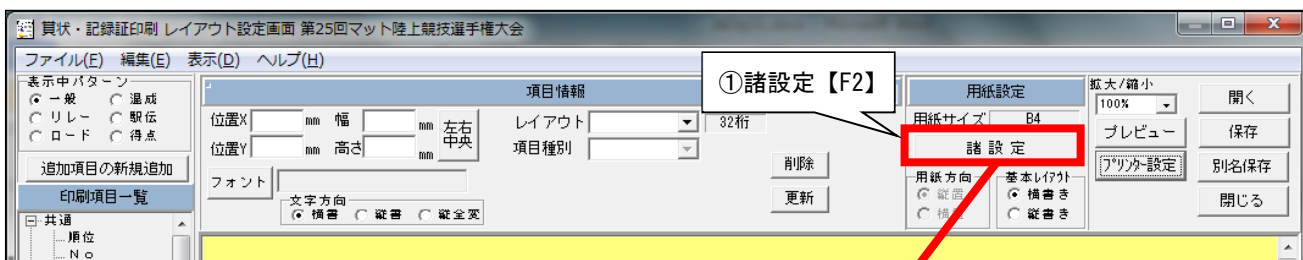 賞状・記録証印刷 レイアウト設定画面 第25回マット陸上競技選手権大会
ファイル(F) 編集(E) 表示(D) ヘルプ(H)
表示中パターン
一般 混成
リレー 駅伝
ロード 得点
追加項目の新規追加
印刷項目一覧
共通
順位
No
項目情報
位置X mm 幅 mm 左右中央 レイアウト 32桁
位置Y mm 高さ mm 項目種別
フォント
文字方向
横書 縦書 縦全変
削除
更新
①諸設定【F2】
用紙設定
用紙サイズ B4
諸設定
用紙方向
縦置
基本レイアウト
横書き
縦書き
拡大/縮小
100%
プレビュー
プリンター設定
開く
保存
別名保存
閉じる